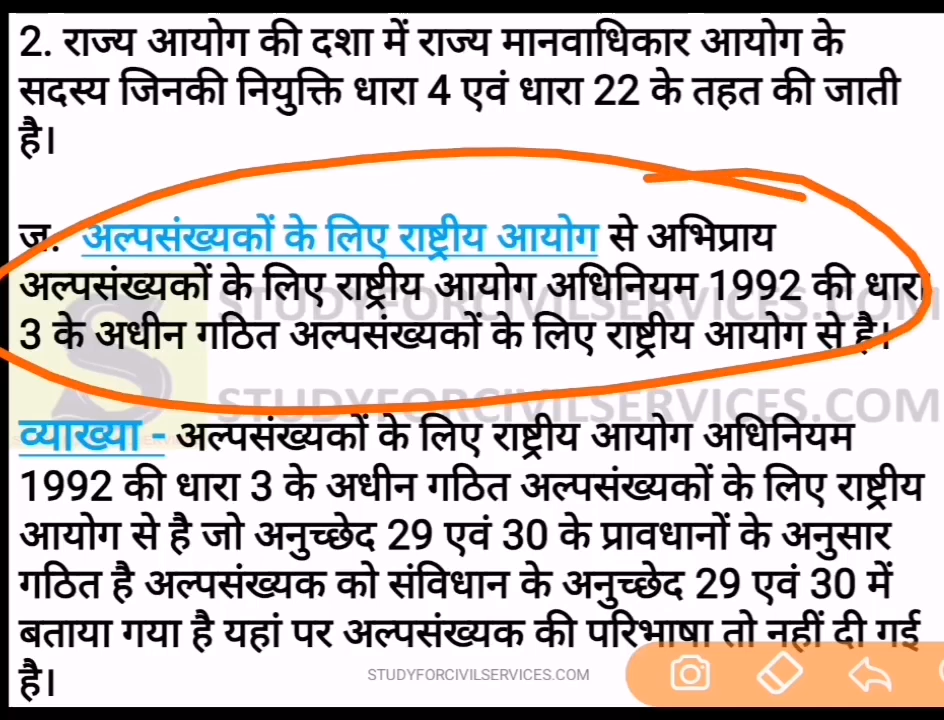 2. राज्य आयोग की दशा में राज्य मानवाधिकार आयोग के
सदस्य जिनकी नियुक्ति धारा 4 एवं धारा 22 के तहत की जाती
है।
ज. अल्पसंख्यकों के लिए राष्ट्रीय आयोग से अभिप्राय
अल्पसंख्यकों के लिए राष्ट्रीय आयोग अधिनियम 1992 की धारा
3 के अधीन गठित अल्पसंख्यकों के लिए राष्ट्रीय आयोग से है।
STUDYFORCIVILSERVICES.COM
STUDYFORCIVILSERVICES.COM
व्याख्या - अल्पसंख्यकों के लिए राष्ट्रीय आयोग अधिनियम
1992 की धारा 3 के अधीन गठित अल्पसंख्यकों के लिए राष्ट्रीय
आयोग से है जो अनुच्छेद 29 एवं 30 के प्रावधानों के अनुसार
गठित है अल्पसंख्यक को संविधान के अनुच्छेद 29 एवं 30 में
बताया गया है यहां पर अल्पसंख्यक की परिभाषा तो नहीं दी गई
है।
STUDYFORCIVILSERVICES.COM